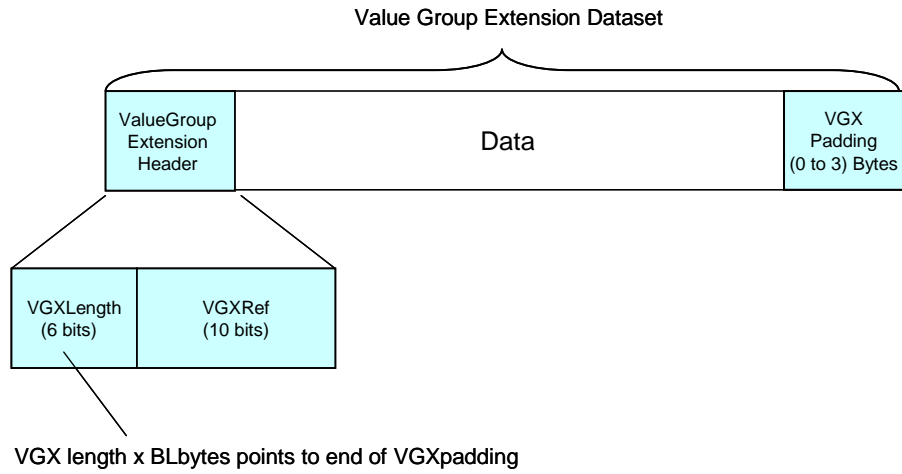 Value Group Extension Dataset
ValueGroup
Extension
Header
Data
VGX
Padding
(0 to 3) Bytes
VGXLength
(6 bits)
VGXRef
(10 bits)
VGX length x BLbytes points to end of VGXpadding